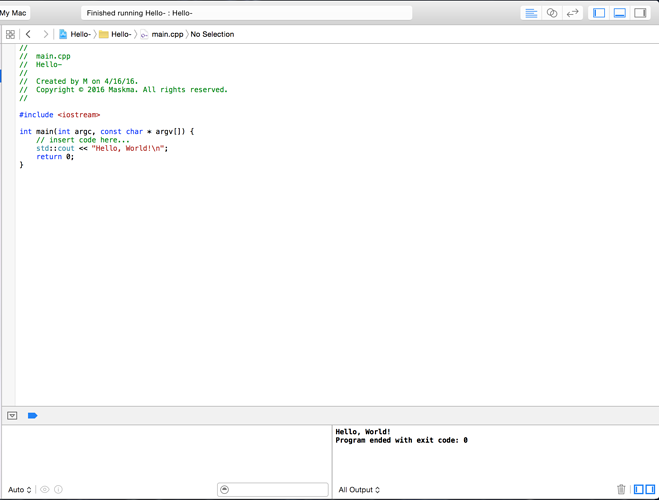 My Mac
Finished running Hello- : Hello-
Hello- Hello- main.cpp No Selection
//
//  main.cpp
//  Hello-
//
//  Created by M on 4/16/16.
//  Copyright © 2016 Maskma. All rights reserved.
//
#include <iostream>
int main(int argc, const char * argv[]) {
    // insert code here...
    std::cout << "Hello, World!\n";
    return 0;
}
Hello, World!
Program ended with exit code: 0
Auto
All Output